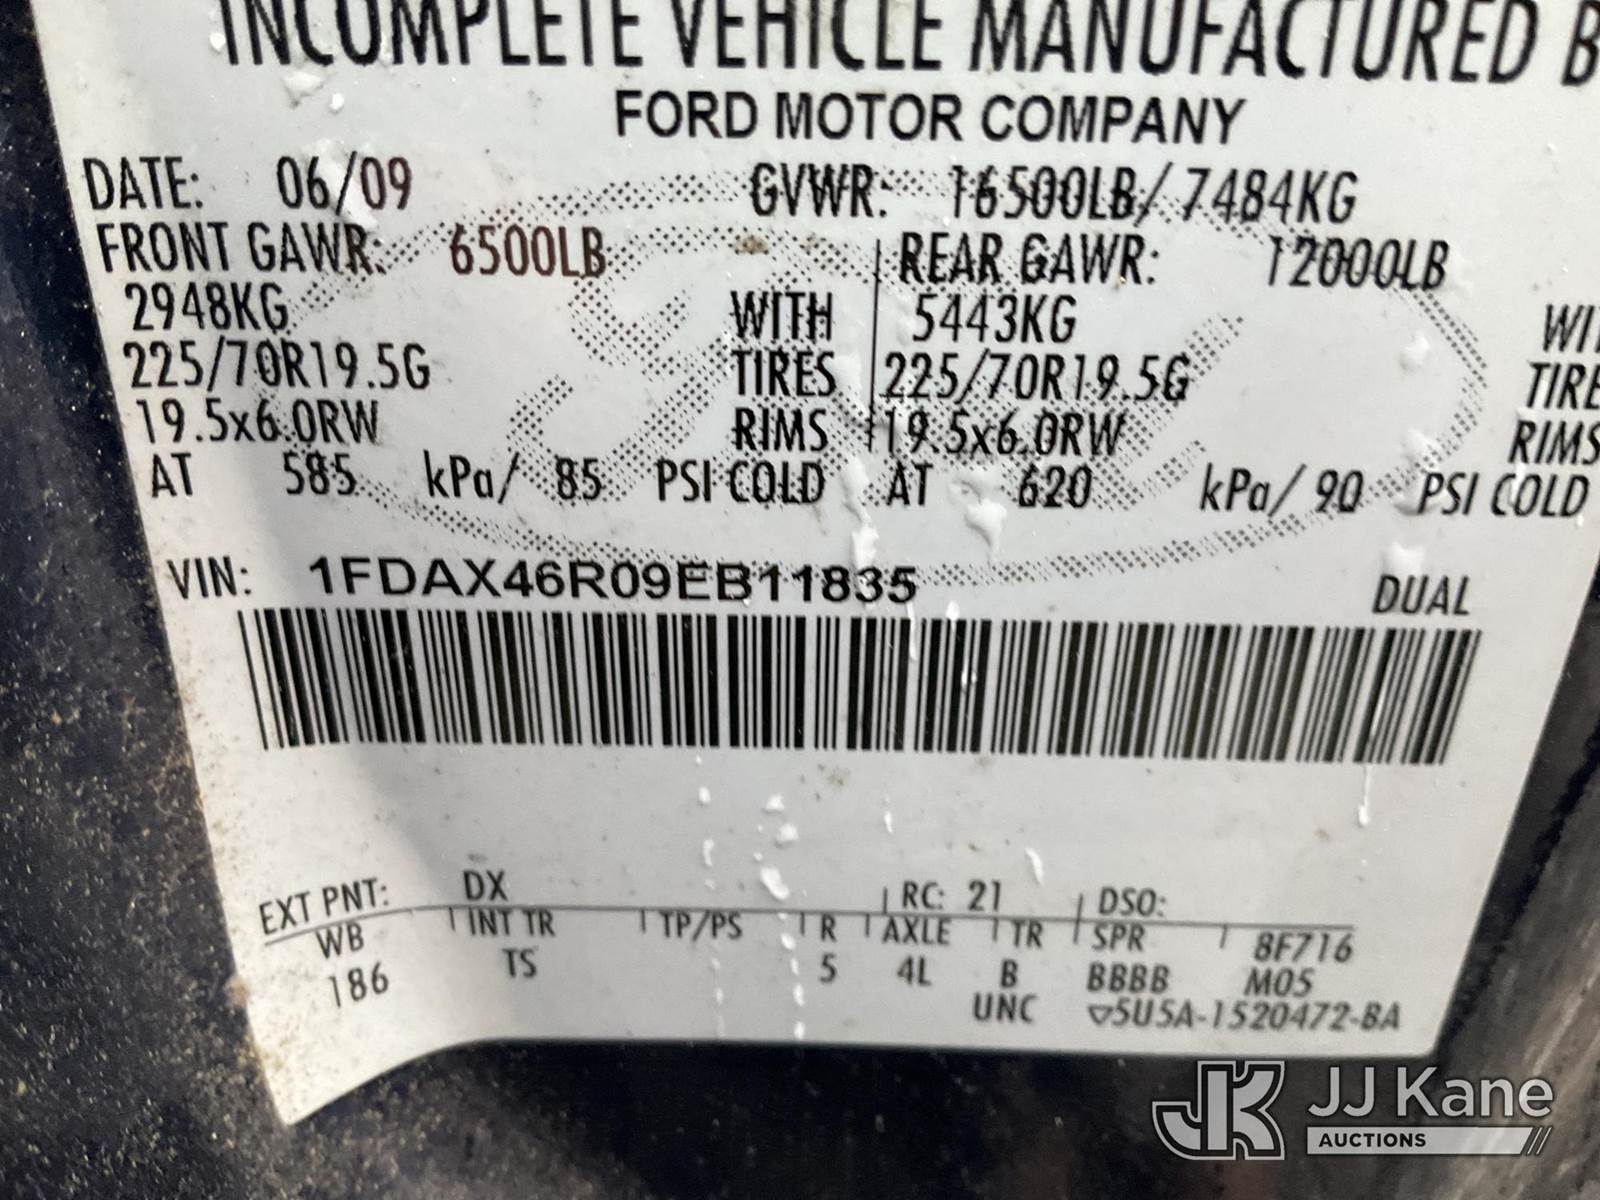 INCOMPLETE VEHICLE MANUFACTURED B
FORD MOTOR COMPANY
DATE: 06/09 GVWR: 16500LB/ 7484KG
FRONT GAWR: 6500LB REAR GAWR: 12000LB
2948KG WITH 5443KG WIT
225/70R19.5G TIRES 225/70R19.5G TIRE
19.5x6.0RW RIMS 19.5x6.0RW RIMS
AT 585 kPa/ 85 PSI COLD AT 620 kPa/ 90 PSI COLD
VIN: 1FDAX46R09EB11835 DUAL
EXT PNT: DX RC: 21 DSO:
WB INT TR TP/PS R AXLE TR SPR 8F716
186 TS 5 4L B BBBB M05
UNC ▽5U5A-1520472-BA
JK JJ Kane
AUCTIONS